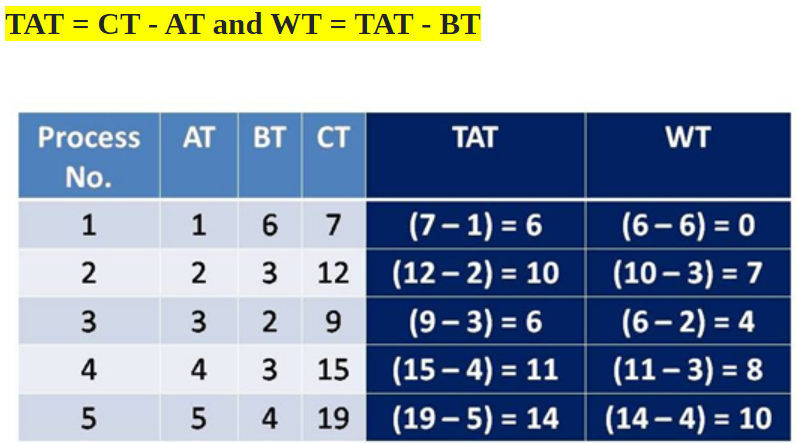 TAT = CT - AT and WT = TAT - BT
Process No. AT BT CT TAT WT
1 1 6 7 (7 – 1) = 6 (6 – 6) = 0
2 2 3 12 (12 – 2) = 10 (10 – 3) = 7
3 3 2 9 (9 – 3) = 6 (6 – 2) = 4
4 4 3 15 (15 – 4) = 11 (11 – 3) = 8
5 5 4 19 (19 – 5) = 14 (14 – 4) = 10